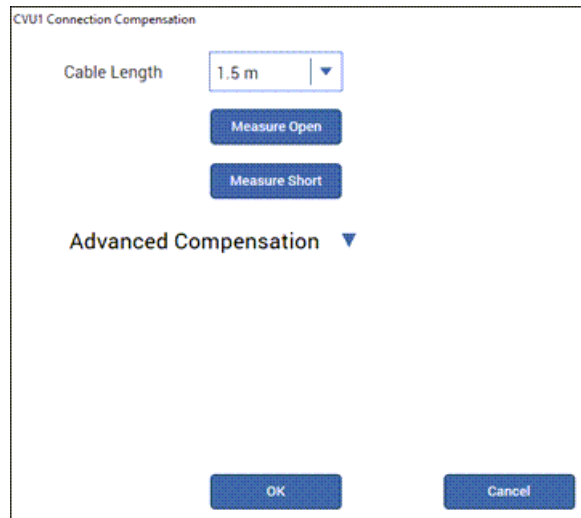 CVU1 Connection Compensation
Cable Length 1.5 m
Measure Open
Measure Short
Advanced Compensation
OK Cancel